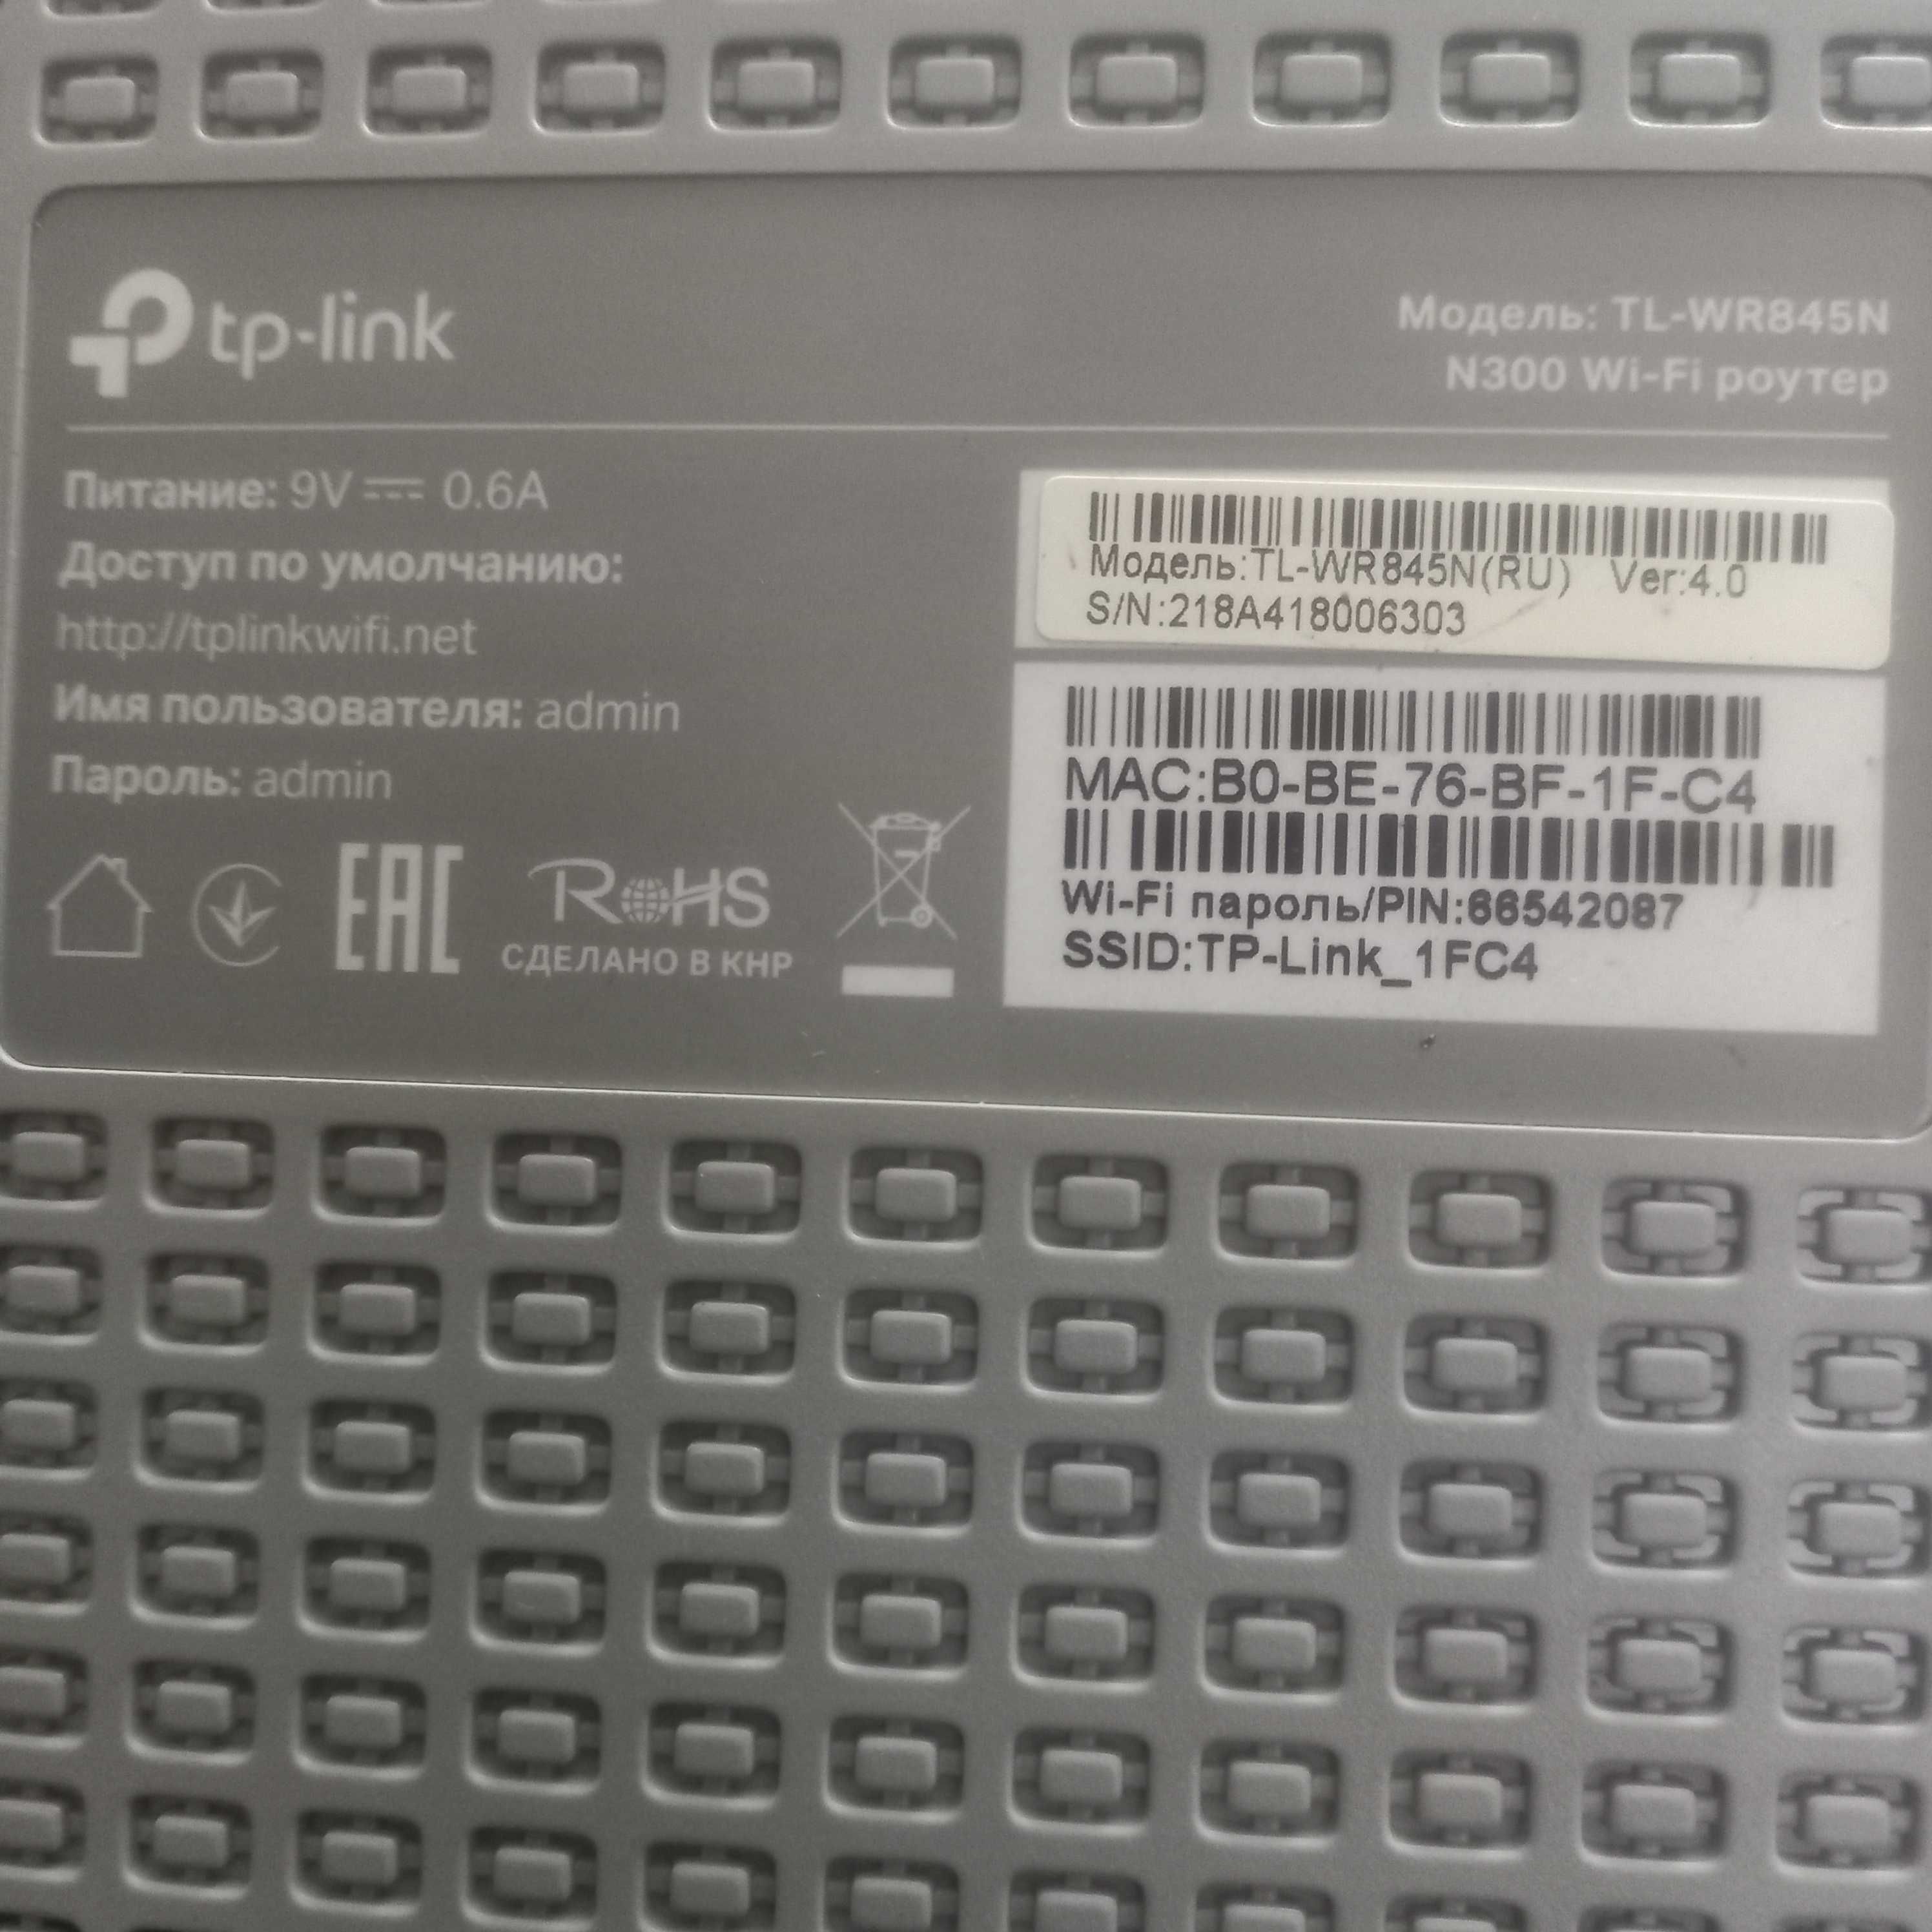 tp-link
Модель: TL-WR845N
N300 Wi-Fi роутер
Питание: 9V 0.6A
Доступ по умолчанию:
http://tplinkwifi.net
Имя пользователя: admin
Пароль: admin
EAC
RoHS
СДЕЛАНО В КНР
Модель:TL-WR845N(RU) Ver:4.0
S/N:218A418006303
MAC:B0-BE-76-BF-1F-C4
Wi-Fi пароль/PIN:66542087
SSID:TP-Link_1FC4